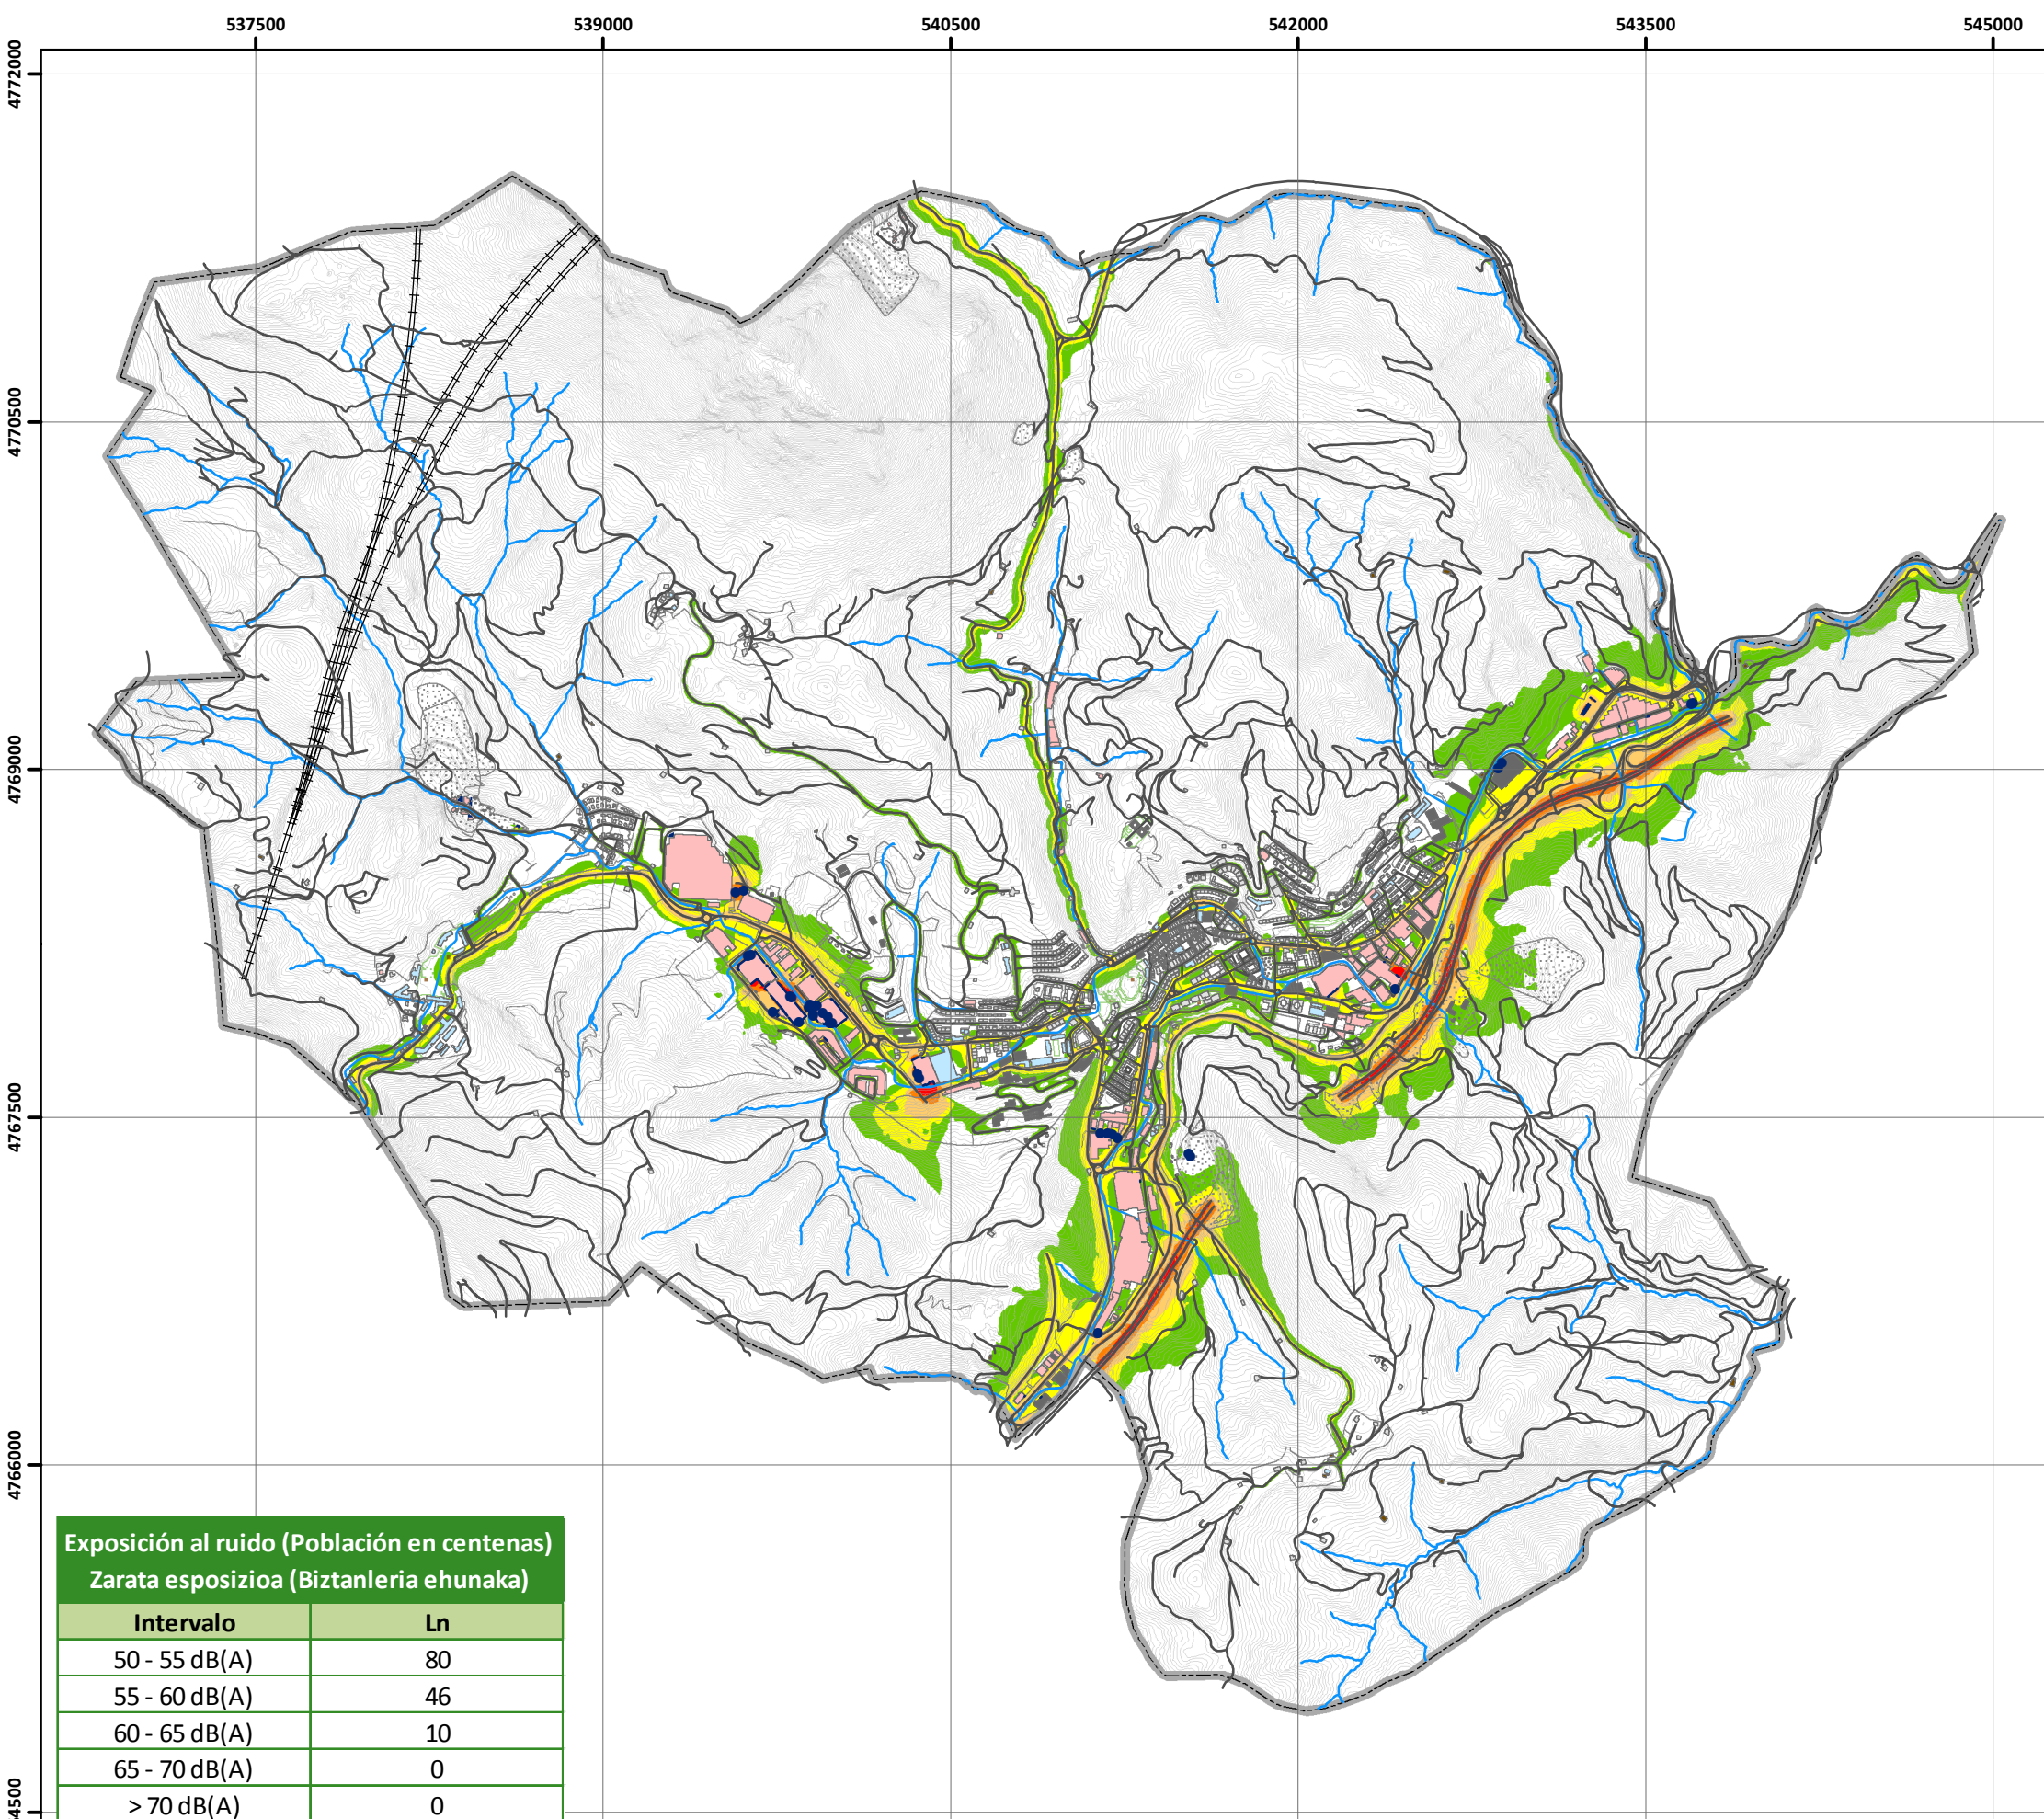 537500 539000 540500 542000 543500 545000
4772000
4770500
4769000
4767500
4766000
Exposición al ruido (Población en centenas)
Zarata esposizioa (Biztanleria ehunaka)
Intervalo Ln
50 - 55 dB(A) 80
55 - 60 dB(A) 46
60 - 65 dB(A) 10
65 - 70 dB(A) 0
> 70 dB(A) 0